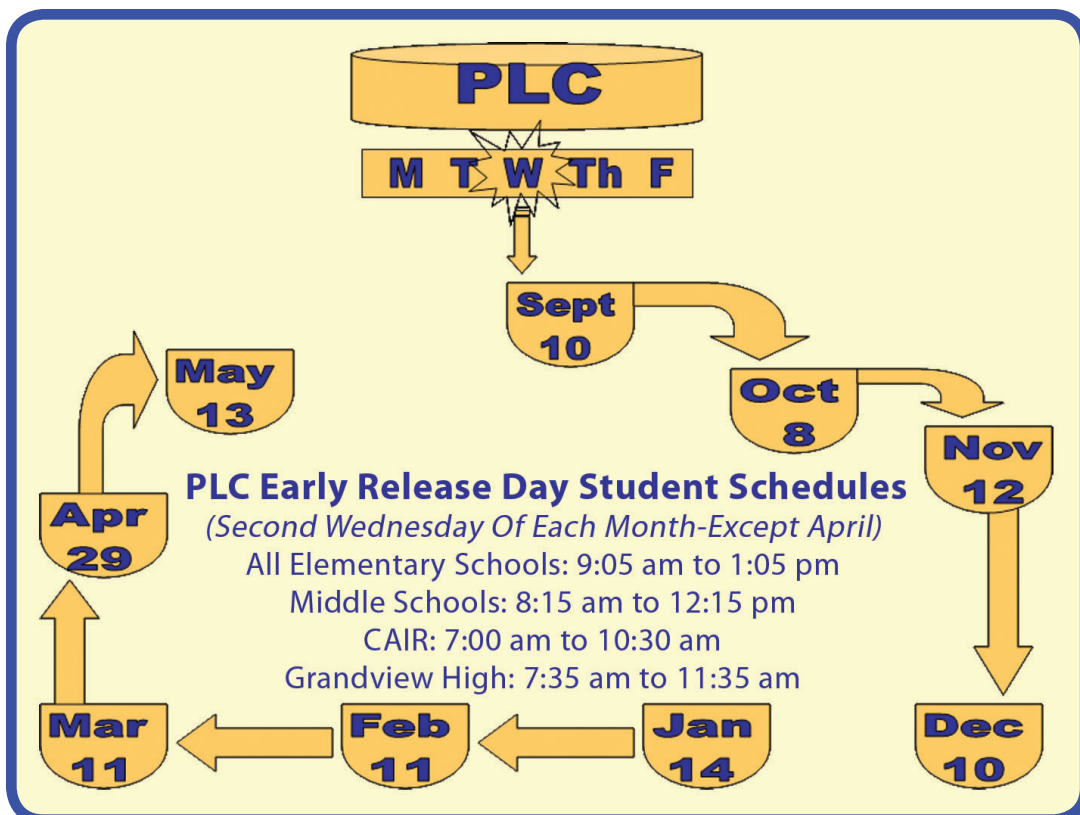 PLC
M T W Th F
Sept
10
Oct
8
Nov
12
Dec
10
Jan
14
Feb
11
Mar
11
Apr
29
May
13
PLC Early Release Day Student Schedules
(Second Wednesday Of Each Month-Except April)
All Elementary Schools: 9:05 am to 1:05 pm
Middle Schools: 8:15 am to 12:15 pm
CAIR: 7:00 am to 10:30 am
Grandview High: 7:35 am to 11:35 am